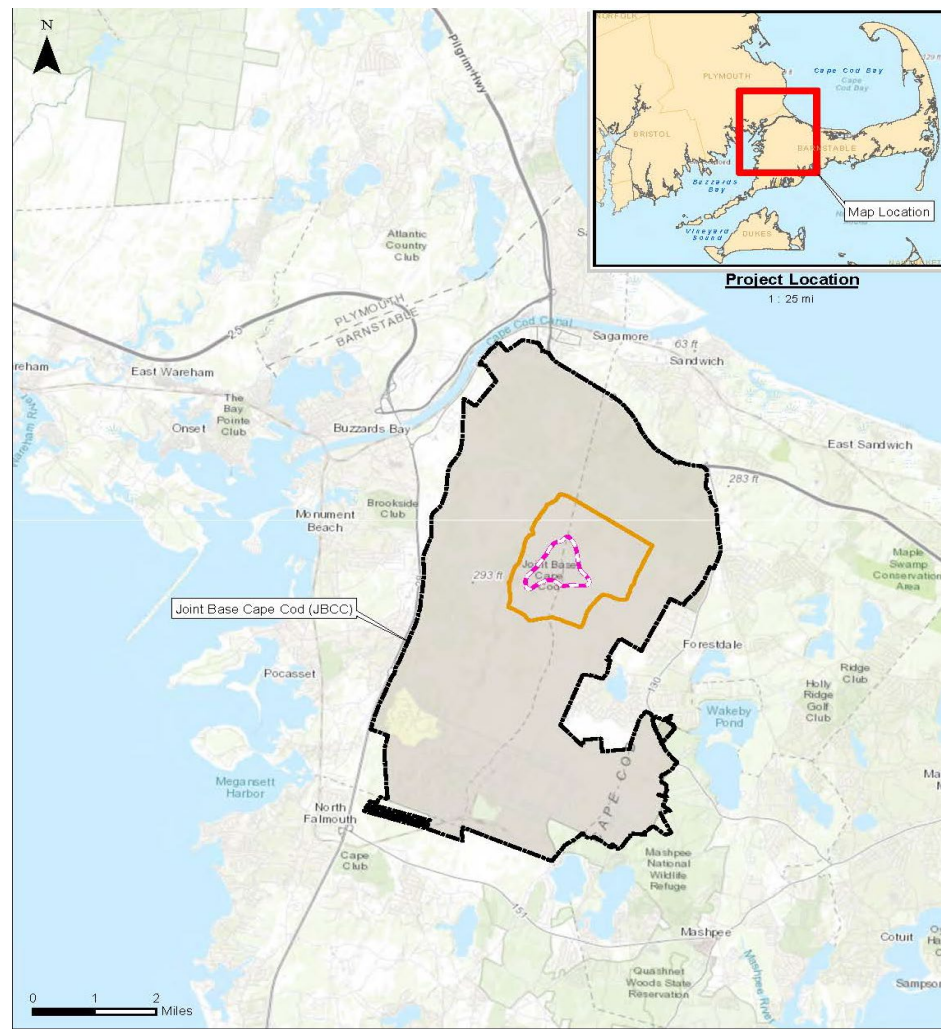 N
NORFOLK
PLYMOUTH
Cape Cod Bay
Cape
Cod Bay
BRISTOL
BARNSTABLE
Buzzards
Bay
Vineyard
Sound
DUKES
Map Location
Project Location
1 : 25 mi
Pilgrim Hwy
Atlantic
Country
Club
PLYMOUTH
BARNSTABLE
25
Cape Cod Canal
Sagamore
63 ft
Sandwich
East Wareham
Wareham River
The
Bay
Pointe
Club
Onset
Buzzards Bay
East Sandwich
283 ft
Brookside
Club
Monument
Beach
Maple
Swamp
Conservation
Area
Joint Base
Cape
293 ft
Joint Base Cape Cod (JBCC)
Forestdale
130
Pocasset
Ridge
Club
Holly
Ridge
Golf
Club
Wakeby
Pond
Megansett
Harbor
North
Falmouth
Cape
Club
Mashpee
National
Wildlife
Refuge
151
Mashpee
Cotuit
Quashnet
Woods State
Reservation
Mashpee River
0 1 2
Miles